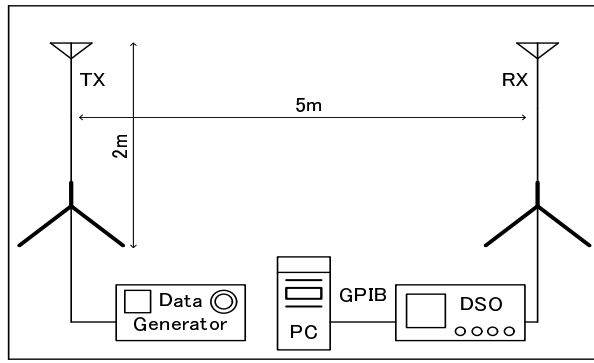 TX
RX
5m
2m
Data
Generator
PC
GPIB
DSO